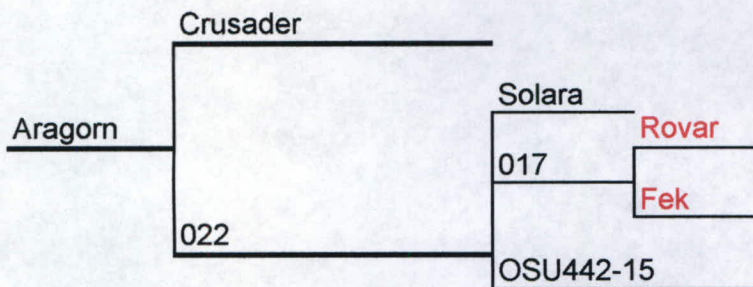 Crusader
Solara
Aragorn
Rovar
017
Fek
022
OSU442-15